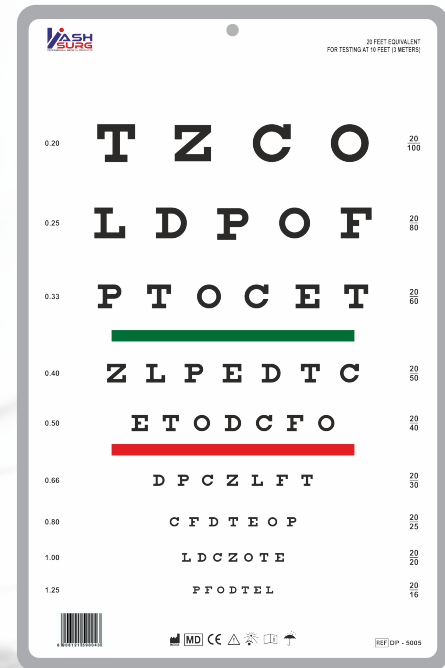 VASH
SURG
20 FEET EQUIVALENT
FOR TESTING AT 10 FEET (3 METERS)
0.20 T Z C O 20/100
0.25 L D P O F 20/80
0.33 P T O C E T 20/60
0.40 Z L P E D T C 20/50
0.50 E T O D C F O 20/40
0.66 D P C Z L F T 20/30
0.80 C F D T E O P 20/25
1.00 L D C Z O T E 20/20
1.25 P F O D T E L 20/16
MD CE REF OP - 5005